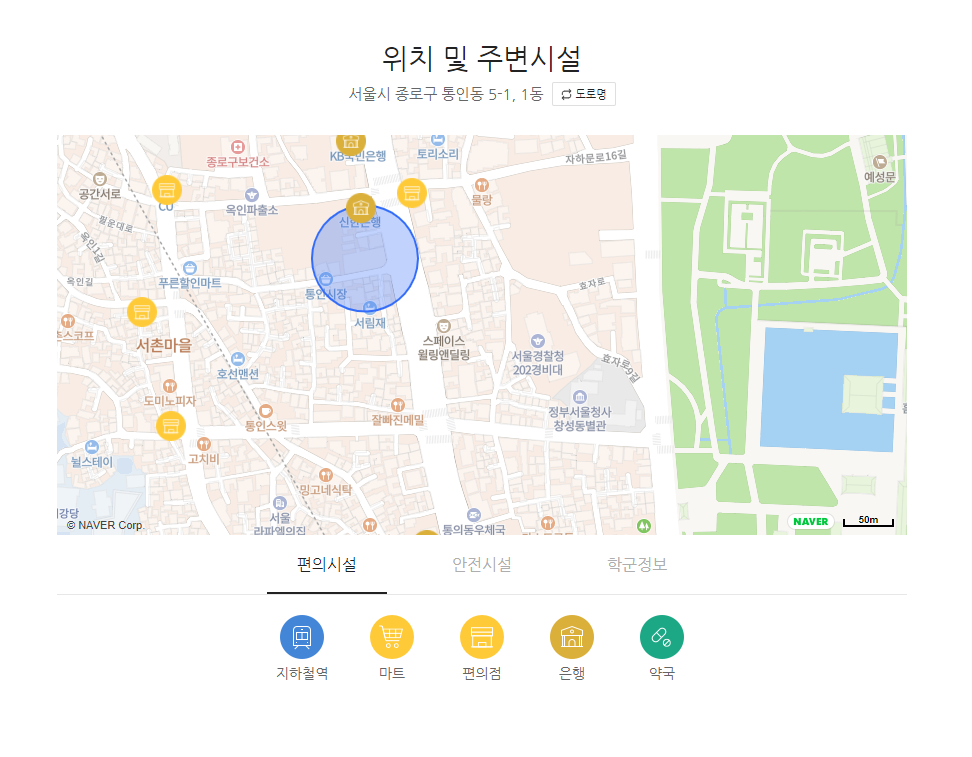 위치 및 주변시설
서울시 종로구 통인동 5-1, 1동
도로명
KB국민은행
토리소리
종로구보건소
자하문로16길
예성문
공간서로
CU
옥인파출소
물랑
신한은행
필운대로
옥인1길
옥인길
푸른할인마트
통인시장
효자로
서림재
스페이스
윌링앤딜링
서촌마을
호선맨션
서울경찰청
202경비대
효자로9길
도미노피자
통인스윗
잘빠진메밀
정부서울청사
창성동별관
고치비
뉠스테이
밍고네식탁
서울
라파엘의집
통의동우체국
© NAVER Corp.
NAVER
50m
편의시설
안전시설
학군정보
지하철역
마트
편의점
은행
약국